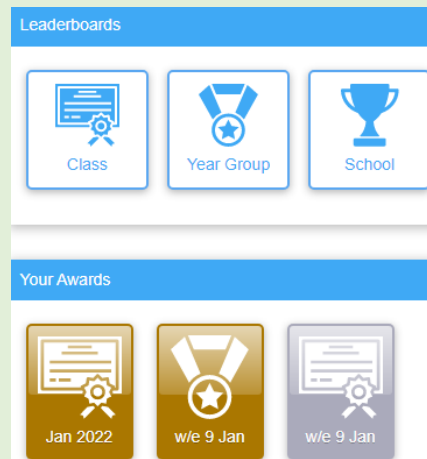 Leaderboards
Class Year Group School
Your Awards
Jan 2022 w/e 9 Jan w/e 9 Jan